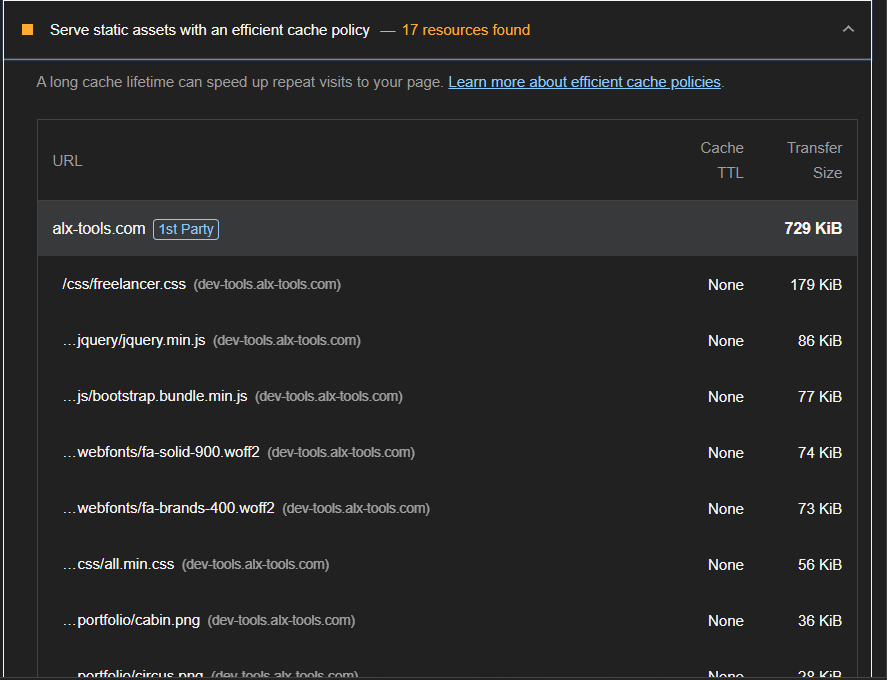 Serve static assets with an efficient cache policy — 17 resources found
A long cache lifetime can speed up repeat visits to your page. Learn more about efficient cache policies.
URL Cache TTL Transfer Size
alx-tools.com 1st Party 729 KiB
/css/freelancer.css (dev-tools.alx-tools.com) None 179 KiB
…jquery/jquery.min.js (dev-tools.alx-tools.com) None 86 KiB
…js/bootstrap.bundle.min.js (dev-tools.alx-tools.com) None 77 KiB
…webfonts/fa-solid-900.woff2 (dev-tools.alx-tools.com) None 74 KiB
…webfonts/fa-brands-400.woff2 (dev-tools.alx-tools.com) None 73 KiB
…css/all.min.css (dev-tools.alx-tools.com) None 56 KiB
…portfolio/cabin.png (dev-tools.alx-tools.com) None 36 KiB
…portfolio/circus.png (dev-tools.alx-tools.com) None 28 KiB